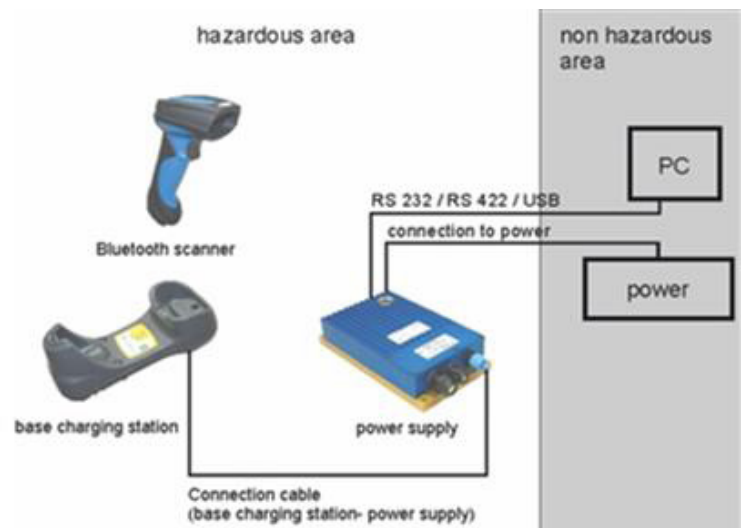 hazardous area
non hazardous
area
PC
RS 232 / RS 422 / USB
connection to power
Bluetooth scanner
power
base charging station
power supply
Connection cable
(base charging station- power supply)